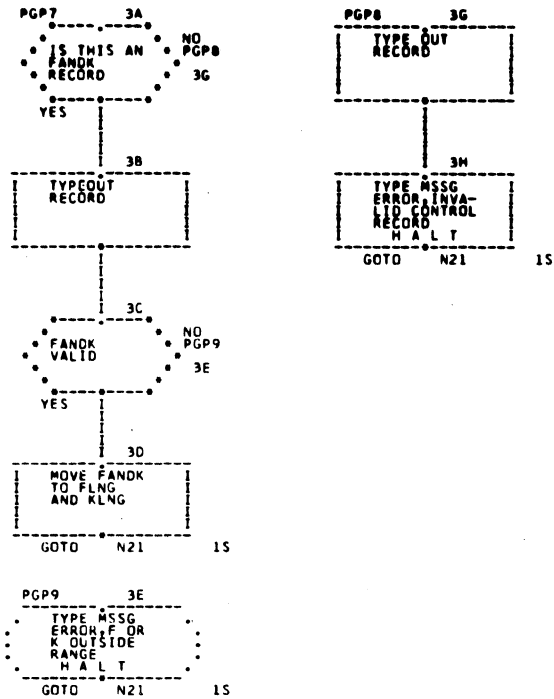 PGP7 3A
IS THIS AN
FANDK
RECORD
NO
PGP8
3G
YES
3B
TYPEOUT
RECORD
3C
FANDK
VALID
NO
PGP9
3E
YES
3D
MOVE FANDK
TO FLNG
AND KLNG
GOTO N21 1S
PGP9 3E
TYPE MSSG
ERROR,F OR
K OUTSIDE
RANGE
H A L T
GOTO N21 1S
PGP8 3G
TYPE OUT
RECORD
3H
TYPE MSSG
ERROR,INVA-
LID CONTROL
RECORD
H A L T
GOTO N21 1S